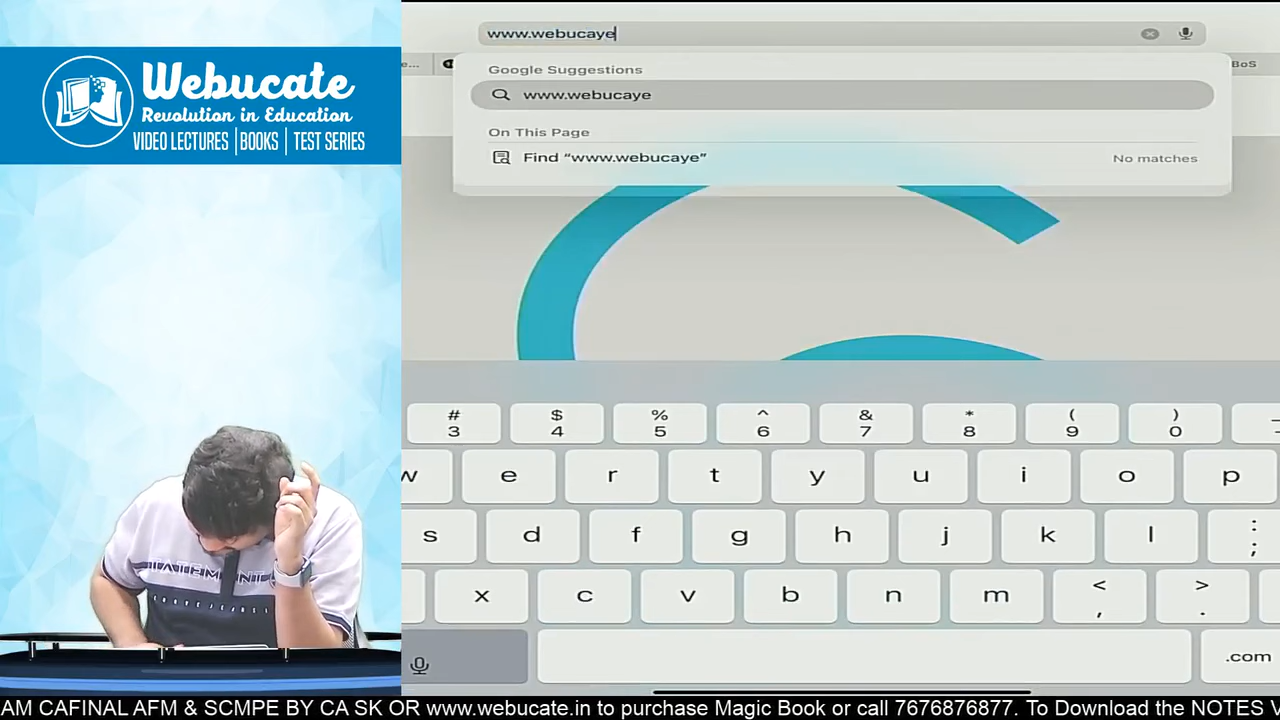 Webucate
Revolution in Education
VIDEO LECTURES | BOOKS | TEST SERIES
STATEMENT
www.webucaye
e...
BoS
Google Suggestions
www.webucaye
On This Page
Find “www.webucaye”
No matches
# $ % ^ & * ( )
3 4 5 6 7 8 9 0
w e r t y u i o p
s d f g h j k l : ;
x c v b n m < , > .
.com
AM CAFINAL AFM & SCMPE BY CA SK OR www.webucate.in to purchase Magic Book or call 7676876877. To Download the NOTES V